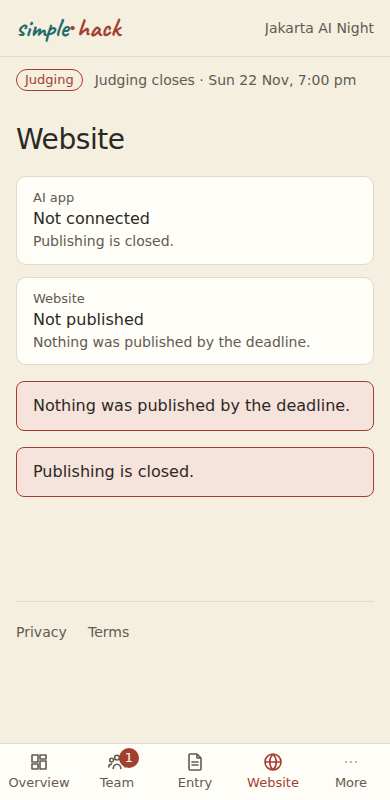 simple·hack
Jakarta AI Night
Judging
Judging closes · Sun 22 Nov, 7:00 pm
Website
AI app
Not connected
Publishing is closed.
Website
Not published
Nothing was published by the deadline.
Nothing was published by the deadline.
Publishing is closed.
Privacy
Terms
1
Overview
Team
Entry
Website
More